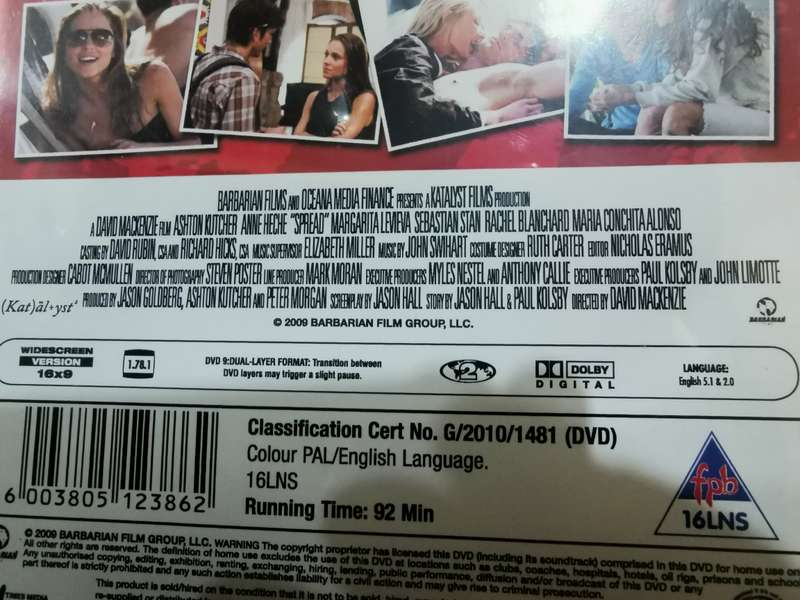 BARBARIAN FILMS AND OCEANA MEDIA FINANCE PRESENTS A KATALYST FILMS PRODUCTION
A DAVID MACKENZIE FILM ASHTON KUTCHER ANNE HECHE "SPREAD" MARGARITA LEVIEVA SEBASTIAN STAN RACHEL BLANCHARD MARIA CONCHITA ALONSO
CASTING BY DAVID RUBIN, CSA AND RICHARD HICKS, CSA MUSIC SUPERVISOR ELIZABETH MILLER MUSIC BY JOHN SWIHART COSTUME DESIGNER RUTH CARTER EDITOR NICHOLAS ERAMUS
PRODUCTION DESIGNER CABOT MCMULLEN DIRECTOR OF PHOTOGRAPHY STEVEN POSTER LINE PRODUCER MARK MORAN EXECUTIVE PRODUCERS MYLES NESTEL AND ANTHONY CALLIE EXECUTIVE PRODUCERS PAUL KOLSBY AND JOHN LIMOTTE
(Kat)āl+yst PRODUCED BY JASON GOLDBERG, ASHTON KUTCHER AND PETER MORGAN SCREENPLAY BY JASON HALL STORY BY JASON HALL & PAUL KOLSBY DIRECTED BY DAVID MACKENZIE
BARBARIAN
© 2009 BARBARIAN FILM GROUP, LLC.
WIDESCREEN
VERSION
16x9
1.78.1
DVD 9:DUAL-LAYER FORMAT: Transition between
DVD layers may trigger a slight pause.
2
DOLBY
DIGITAL
LANGUAGE:
English 5.1 & 2.0
6 003805 123862
Classification Cert No. G/2010/1481 (DVD)
Colour PAL/English Language.
16LNS
Running Time: 92 Min
fpb
16LNS
© 2009 BARBARIAN FILM GROUP, LLC. WARNING The copyright proprietor has licensed this DVD (including its soundtrack) comprised in this for home use on
All other rights are reserved. The definition of home use excludes the use of this DVD at locations such as clubs, coaches, hospitals, hotels, oil rigs, prisons and schoo
Any unauthorised copying, editing, exhibition, renting, exchanging, hiring, lending, public performance, diffusion and/or broadcast of this DVD or any
part thereof is strictly prohibited and any such action establishes liability for a civil action and may give rise to criminal prosecution.
This product is sold/hired on the condition that it is not to be sold, hired
re-supplied or distributed